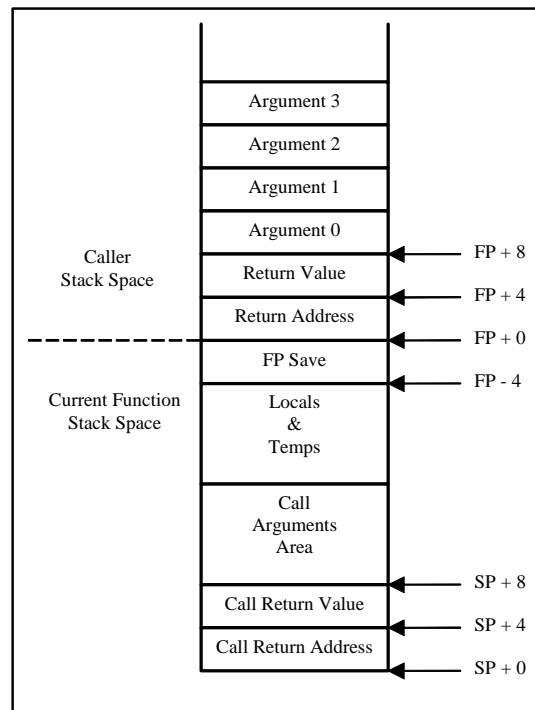 Argument 3
Argument 2
Argument 1
Argument 0
FP + 8
Caller
Stack Space
Return Value
FP + 4
Return Address
FP + 0
FP Save
FP - 4
Current Function
Stack Space
Locals
&
Temps
Call
Arguments
Area
SP + 8
Call Return Value
SP + 4
Call Return Address
SP + 0